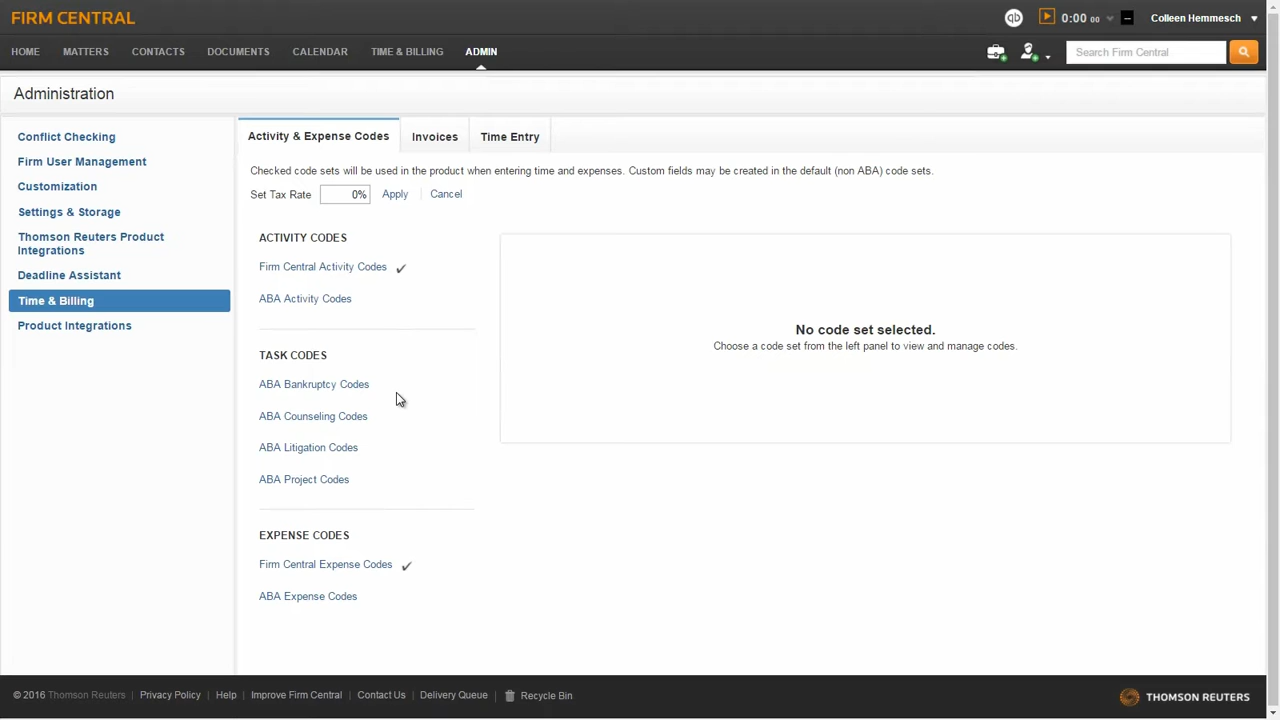 FIRM CENTRAL
qb
0:00 00
Colleen Hemmesch
HOME
MATTERS
CONTACTS
DOCUMENTS
CALENDAR
TIME & BILLING
ADMIN
Search Firm Central
Administration
Conflict Checking
Firm User Management
Customization
Settings & Storage
Thomson Reuters Product
Integrations
Deadline Assistant
Time & Billing
Product Integrations
Activity & Expense Codes
Invoices
Time Entry
Checked code sets will be used in the product when entering time and expenses. Custom fields may be created in the default (non ABA) code sets.
Set Tax Rate 0% Apply | Cancel
ACTIVITY CODES
Firm Central Activity Codes
ABA Activity Codes
TASK CODES
ABA Bankruptcy Codes
ABA Counseling Codes
ABA Litigation Codes
ABA Project Codes
EXPENSE CODES
Firm Central Expense Codes
ABA Expense Codes
No code set selected.
Choose a code set from the left panel to view and manage codes.
© 2016 Thomson Reuters | Privacy Policy | Help | Improve Firm Central | Contact Us | Delivery Queue | Recycle Bin
THOMSON REUTERS